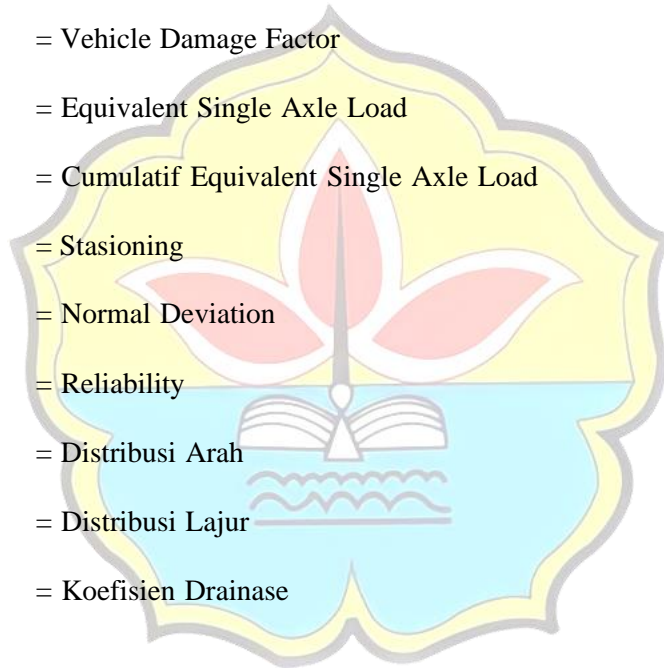 = Vehicle Damage Factor
= Equivalent Single Axle Load
= Cumulatif Equivalent Single Axle Load
= Stasioning
= Normal Deviation
= Reliability
= Distribusi Arah
= Distribusi Lajur
= Koefisien Drainase